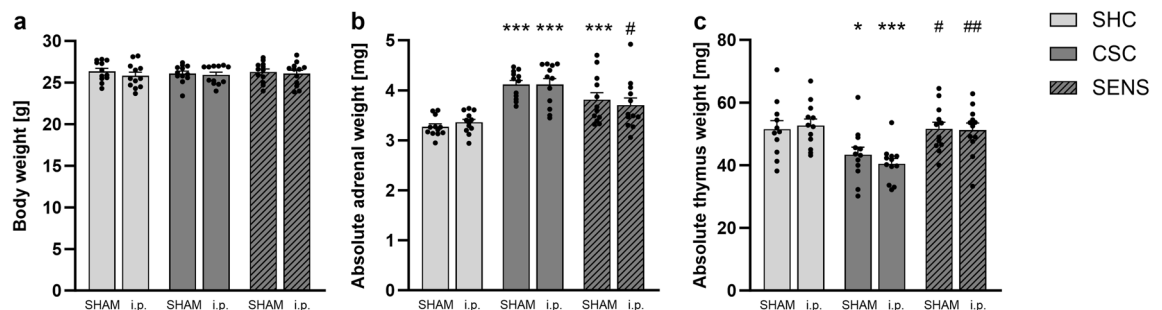 a
Body weight [g]
30
25
20
15
10
5
0
SHAM i.p. SHAM i.p. SHAM i.p.
b
*** *** *** #
Absolute adrenal weight [mg]
5
4
3
2
1
0
SHAM i.p. SHAM i.p. SHAM i.p.
c
* *** # ##
Absolute thymus weight [mg]
80
60
40
20
0
SHAM i.p. SHAM i.p. SHAM i.p.
SHC
CSC
SENS